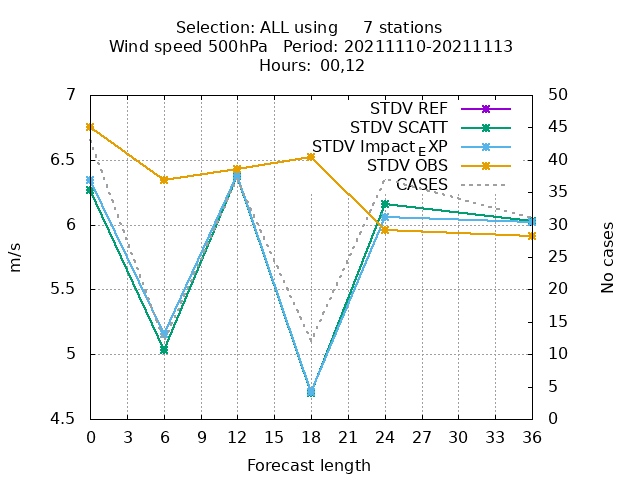 Selection: ALL using     7 stations
Wind speed 500hPa   Period: 20211110-20211113
Hours: 00,12
7
6.5
6
5.5
5
4.5
50
45
40
35
30
25
20
15
10
5
0
STDV REF
STDV SCATT
STDV Impact_EXP
STDV OBS
CASES
m/s
No cases
0 3 6 9 12 15 18 21 24 27 30 33 36
Forecast length